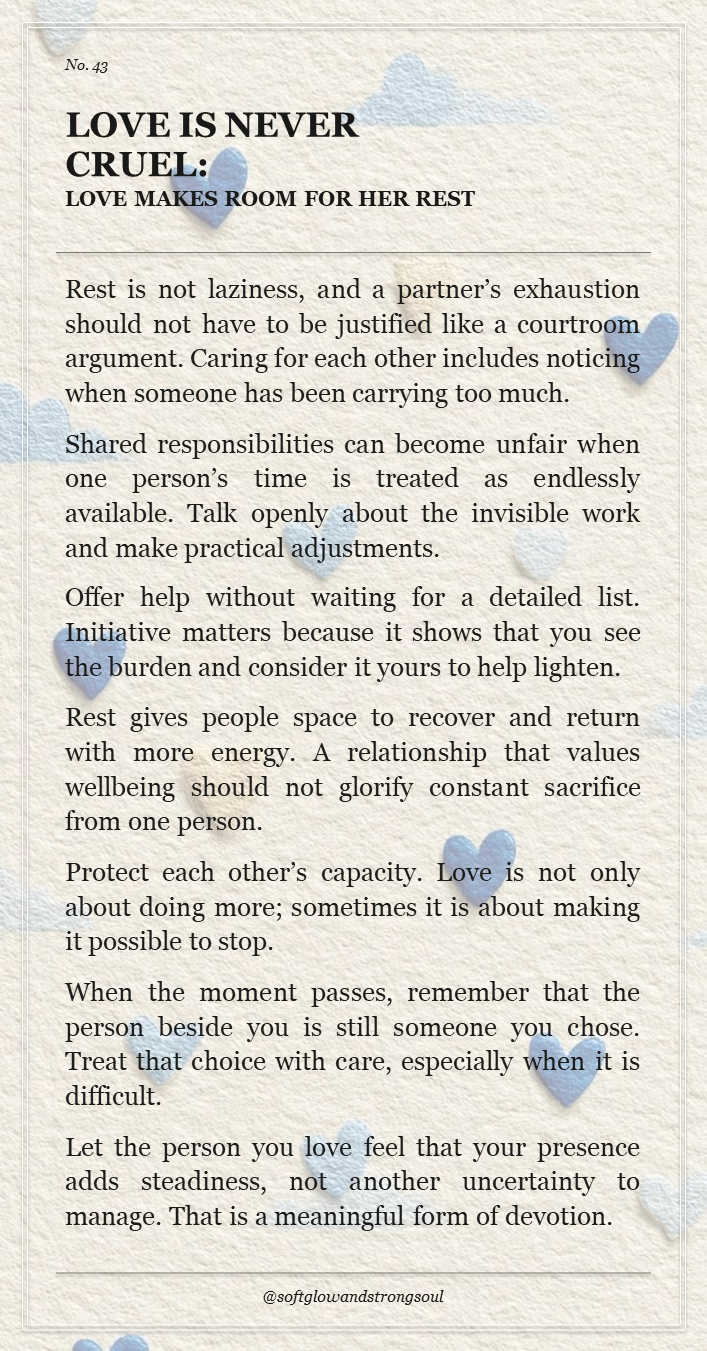 No. 43
LOVE IS NEVER
CRUEL:
LOVE MAKES ROOM FOR HER REST
Rest is not laziness, and a partner’s exhaustion
should not have to be justified like a courtroom
argument. Caring for each other includes noticing
when someone has been carrying too much.
Shared responsibilities can become unfair when
one person’s time is treated as endlessly
available. Talk openly about the invisible work
and make practical adjustments.
Offer help without waiting for a detailed list.
Initiative matters because it shows that you see
the burden and consider it yours to help lighten.
Rest gives people space to recover and return
with more energy. A relationship that values
wellbeing should not glorify constant sacrifice
from one person.
Protect each other’s capacity. Love is not only
about doing more; sometimes it is about making
it possible to stop.
When the moment passes, remember that the
person beside you is still someone you chose.
Treat that choice with care, especially when it is
difficult.
Let the person you love feel that your presence
adds steadiness, not another uncertainty to
manage. That is a meaningful form of devotion.
@softglowandstrongsoul